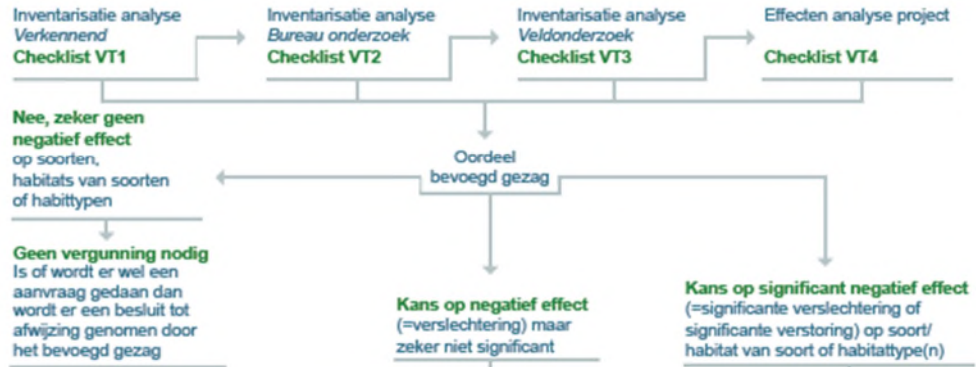 Inventarisatie analyse
Verkennend
Checklist VT1
Inventarisatie analyse
Bureau onderzoek
Checklist VT2
Inventarisatie analyse
Veldonderzoek
Checklist VT3
Effecten analyse project
Checklist VT4
Oordeel
bevoegd gezag
Nee, zeker geen
negatief effect
op soorten,
habitats van soorten
of habittypen
Geen vergunning nodig
Is of wordt er wel een
aanvraag gedaan dan
wordt er een besluit tot
afwijzing genomen door
het bevoegd gezag
Kans op negatief effect
(=verslechtering) maar
zeker niet significant
Kans op significant negatief effect
(=significante verslechtering of
significante verstoring) op soort/
habitat van soort of habitattype(n)